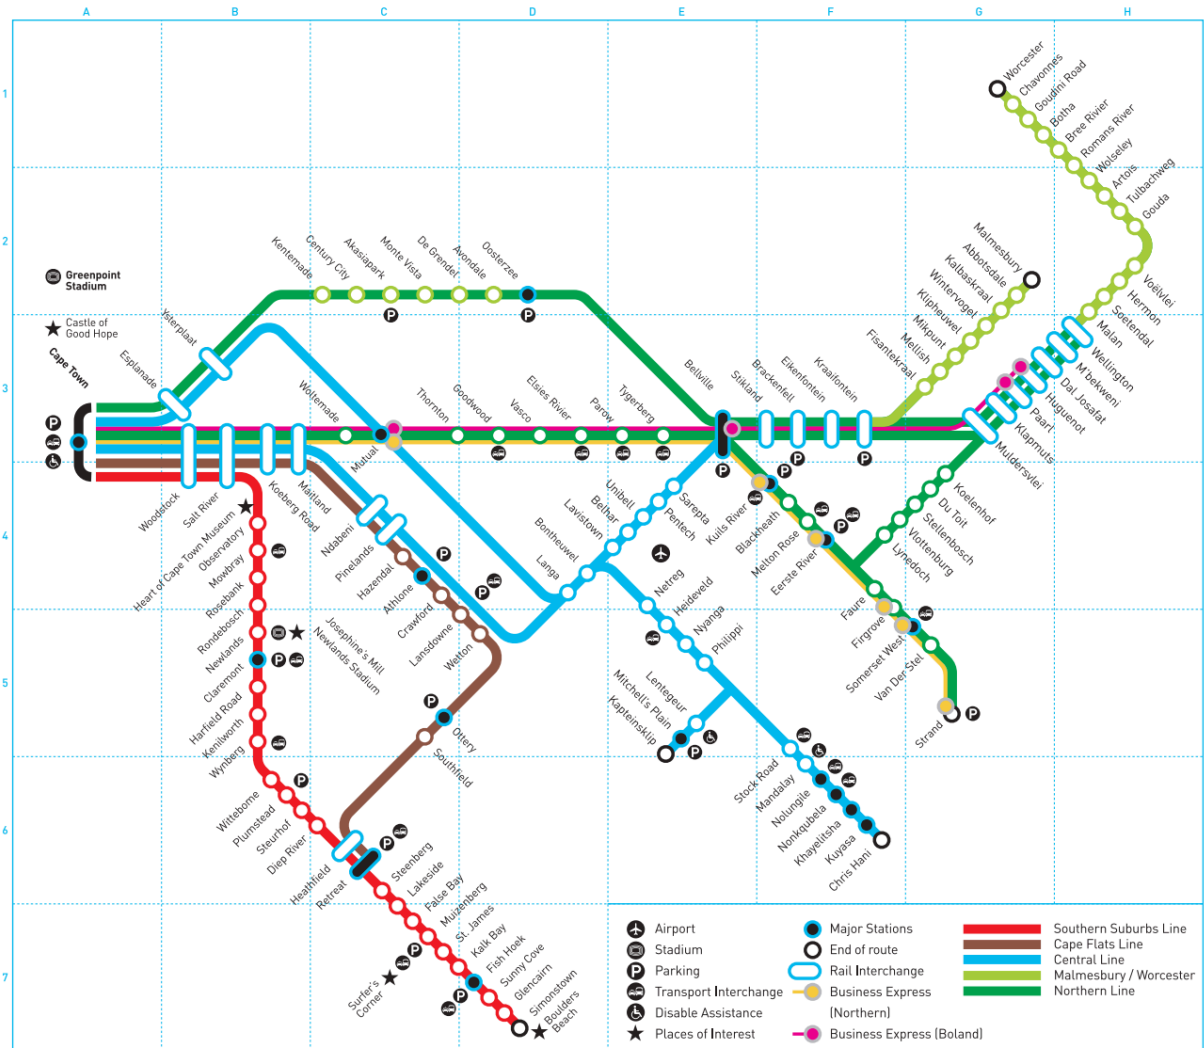 A
B
C
D
E
F
G
H
1
2
3
4
5
6
7
Worcester
Chavonnes
Goudini Road
Botha
Bree Rivier
Romans River
Wolseley
Artois
Tulbachweg
Gouda
Voëlvlei
Hermon
Soetendal
Malan
Wellington
M'bekweni
Dal Josafat
Huguenot
Paarl
Klapmuts
Muldersvlei
Malmesbury
Abbotsdale
Kalbaskraal
Wintervogel
Klipheuwel
Mikpunt
Mellish
Fisantekraal
Kentemade
Century City
Akasiapark
Monte Vista
De Grendel
Avondale
Oosterzee
Greenpoint
Stadium
Castle of
Good Hope
Cape Town
Esplanade
Ysterplaat
Woltemade
Mutual
Thornton
Goodwood
Vasco
Elsies Rivier
Parow
Tygerberg
Bellville
Stikland
Brackenfell
Eikenfontein
Kraaifontein
P
P
P
P
P
P
P
Woodstock
Salt River
Koeberg Road
Maitland
Ndabeni
Pinelands
Hazendal
Athlone
Crawford
Lansdowne
Wetton
Ottery
Southfield
P
P
P
Heart of Cape Town Museum
Observatory
Mowbray
Rosebank
Rondebosch
Newlands
Claremont
Harfield Road
Kenilworth
Wynberg
Josephine's Mill
Newlands Stadium
P
Wittebome
Plumstead
Steurhof
Diep River
Heathfield
Retreat
P
P
Steenberg
Lakeside
False Bay
Muizenberg
St. James
Kalk Bay
Fish Hoek
Sunny Cove
Glencairn
Simonstown
Boulders
Beach
Surfer's
Corner
P
P
Langa
Bontheuwel
Lavistown
Belhar
Unibell
Pentech
Sarepta
Netreg
Heideveld
Nyanga
Philippi
Lentegeur
Mitchell's Plain
Kapteinsklip
P
Stock Road
Mandalay
Nolungile
Nonkqubela
Khayelitsha
Kuyasa
Chris Hani
Kuils River
Blackheath
Melton Rose
Eerste River
P
Faure
Firgrove
Somerset West
Van Der Stel
Strand
P
Koelenhof
Du Toit
Stellenbosch
Vlottenburg
Lynedoch
Airport
Stadium
P Parking
Transport Interchange
Disable Assistance
Places of Interest
Major Stations
End of route
Rail Interchange
Business Express
(Northern)
Business Express (Boland)
Southern Suburbs Line
Cape Flats Line
Central Line
Malmesbury / Worcester
Northern Line